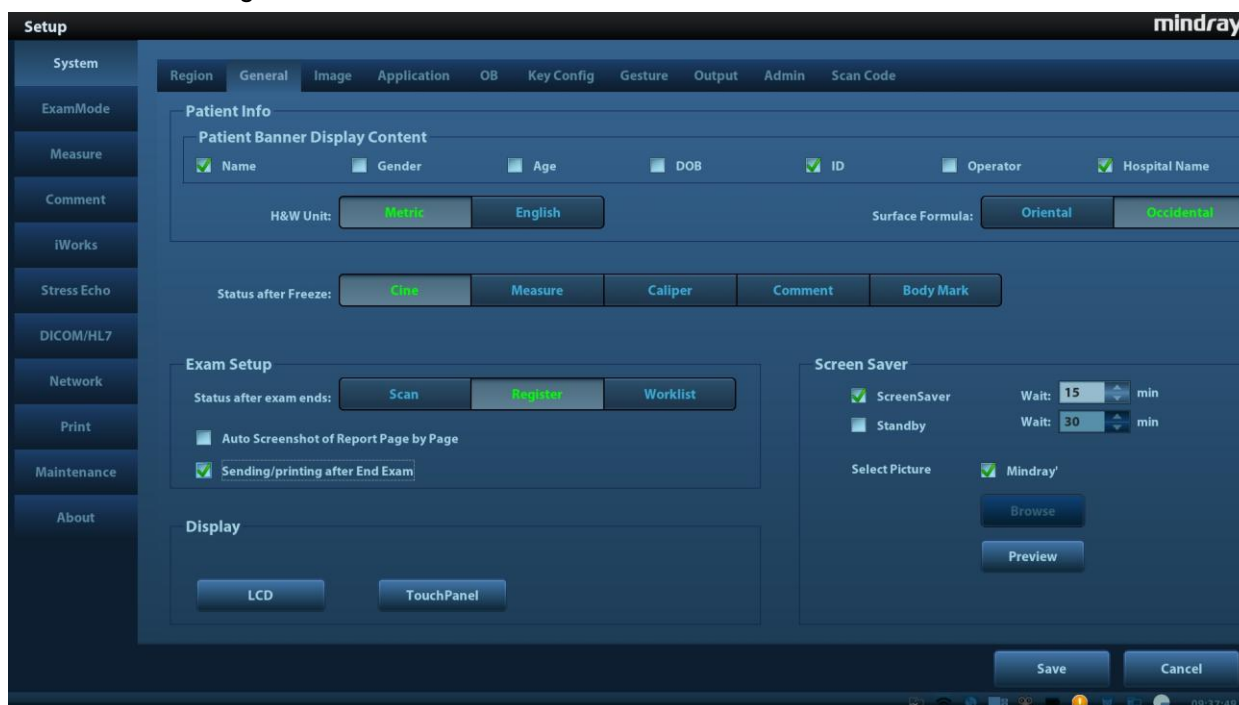 Setup
mindray
System
ExamMode
Measure
Comment
iWorks
Stress Echo
DICOM/HL7
Network
Print
Maintenance
About
Region General Image Application OB Key Config Gesture Output Admin Scan Code
Patient Info
Patient Banner Display Content
Name Gender Age DOB ID Operator Hospital Name
H&W Unit: Metric English Surface Formula: Oriental Occidental
Status after Freeze: Cine Measure Caliper Comment Body Mark
Exam Setup
Status after exam ends: Scan Register Worklist
Auto Screenshot of Report Page by Page
Sending/printing after End Exam
Screen Saver
ScreenSaver Wait: 15 min
Standby Wait: 30 min
Select Picture Mindray'
Browse
Preview
Display
LCD TouchPanel
Save Cancel